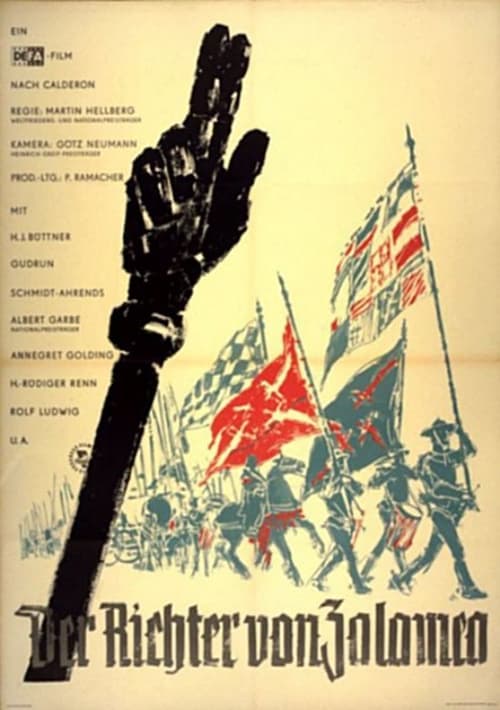 EIN
DEFA-FILM
NACH CALDERON
REGIE: MARTIN HELLBERG
WELTFRIEDENS- UND NATIONALPREISTRÄGER
KAMERA: GÖTZ NEUMANN
HEINRICH-GREIF-PREISTRÄGER
PROD.-LTG.: P. RAMACHER
MIT
H. J. BÜTTNER
GUDRUN
SCHMIDT-AHRENDS
ALBERT GARBE
NATIONALPREISTRÄGER
ANNEGRET GOLDING
H.-RÜDIGER RENN
ROLF LUDWIG
U. A.
Der Richter von Zalamea